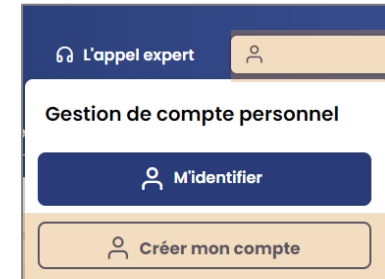 L'appel expert
Gestion de compte personnel
M'identifier
Créer mon compte